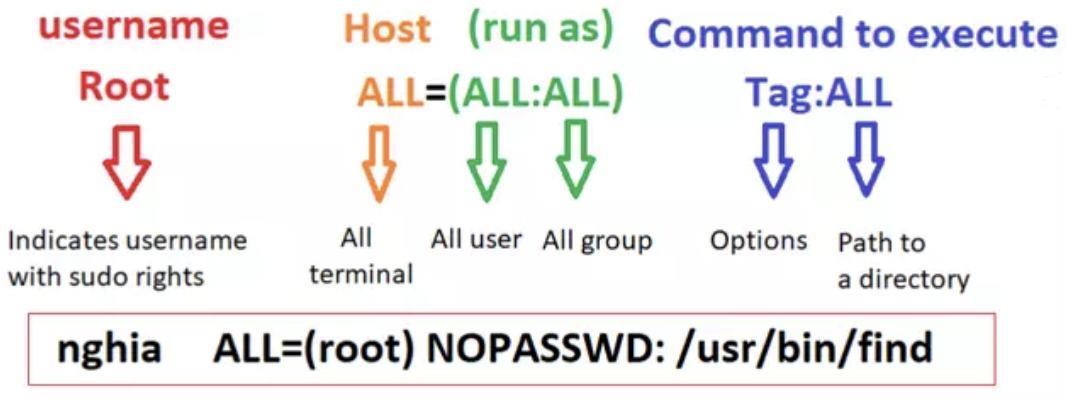 username Host (run as) Command to execute
Root ALL=(ALL:ALL) Tag:ALL
Indicates username All All user All group Options Path to
with sudo rights terminal a directory
nghia ALL=(root) NOPASSWD: /usr/bin/find